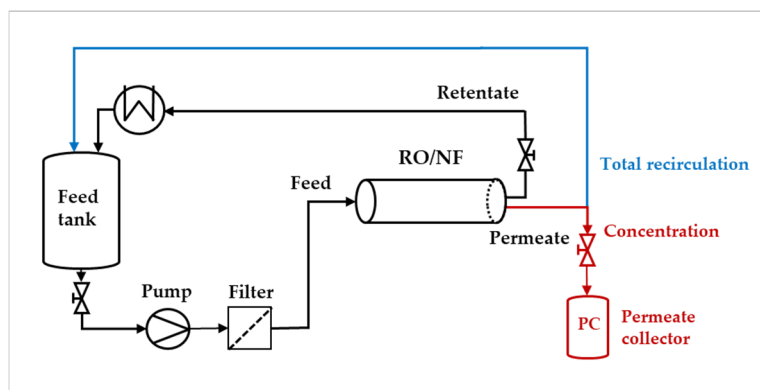 Retentate
RO/NF
Total recirculation
Feed
Feed
tank
Permeate
Concentration
Pump
Filter
PC
Permeate
collector